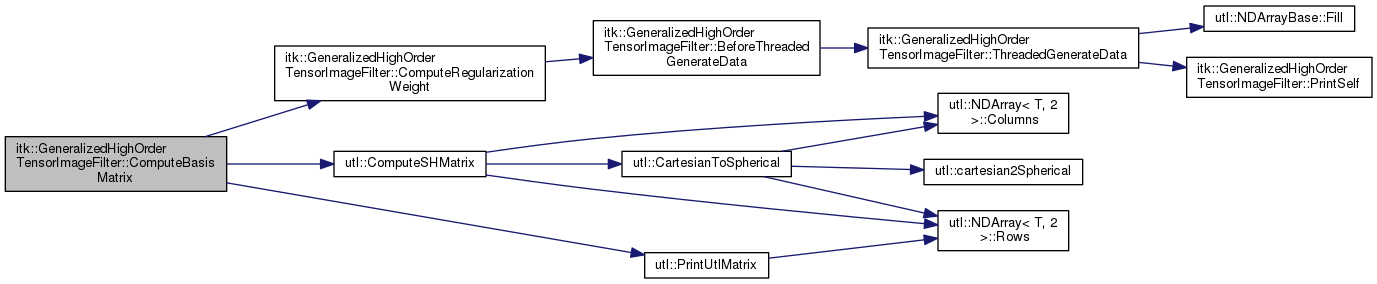 itk::GeneralizedHighOrder
TensorImageFilter::ComputeBasis
Matrix
itk::GeneralizedHighOrder
TensorImageFilter::ComputeRegularization
Weight
itk::GeneralizedHighOrder
TensorImageFilter::BeforeThreaded
GenerateData
itk::GeneralizedHighOrder
TensorImageFilter::ThreadedGenerateData
utl::NDArrayBase::Fill
itk::GeneralizedHighOrder
TensorImageFilter::PrintSelf
utl::ComputeSHMatrix
utl::CartesianToSpherical
utl::NDArray< T, 2
>::Columns
utl::cartesian2Spherical
utl::NDArray< T, 2
>::Rows
utl::PrintUtlMatrix